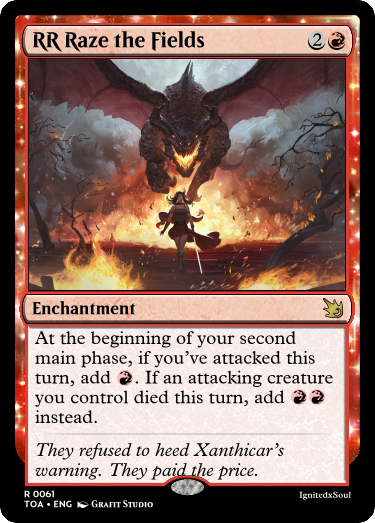 RR Raze the Fields 2
Enchantment
At the beginning of your second
main phase, if you've attacked this
turn, add . If an attacking creature
you control died this turn, add
instead.
They refused to heed Xanthicar's
warning. They paid the price.
R 0061
TOA • ENG Grafit Studio
IgnitedxSoul